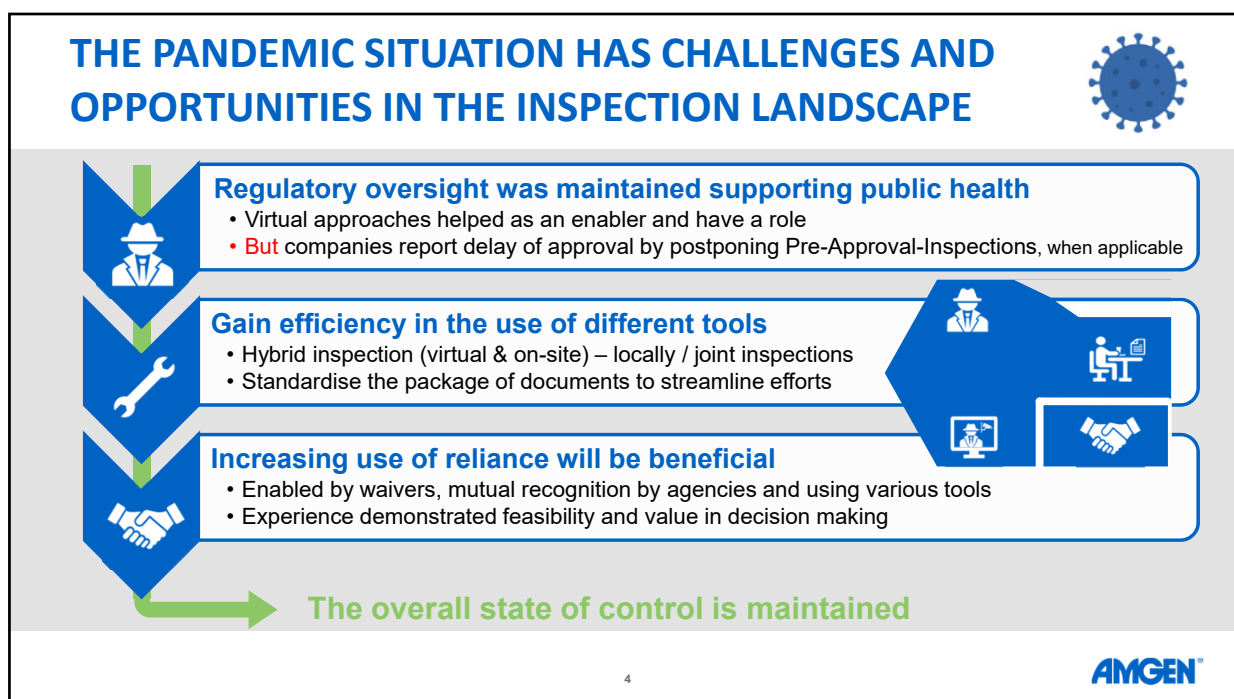 THE PANDEMIC SITUATION HAS CHALLENGES AND
OPPORTUNITIES IN THE INSPECTION LANDSCAPE
Regulatory oversight was maintained supporting public health
• Virtual approaches helped as an enabler and have a role
• But companies report delay of approval by postponing Pre-Approval-Inspections, when applicable
Gain efficiency in the use of different tools
• Hybrid inspection (virtual & on-site) – locally / joint inspections
• Standardise the package of documents to streamline efforts
Increasing use of reliance will be beneficial
• Enabled by waivers, mutual recognition by agencies and using various tools
• Experience demonstrated feasibility and value in decision making
The overall state of control is maintained
4
AMGEN®